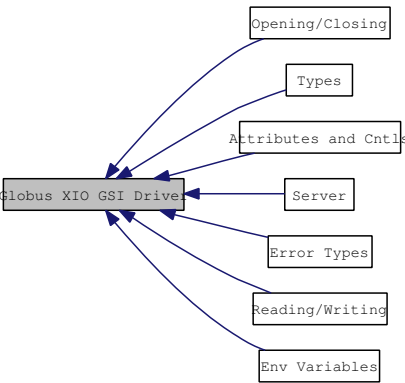 Opening/Closing
Types
Attributes and Cntls
Globus XIO GSI Driver
Server
Error Types
Reading/Writing
Env Variables